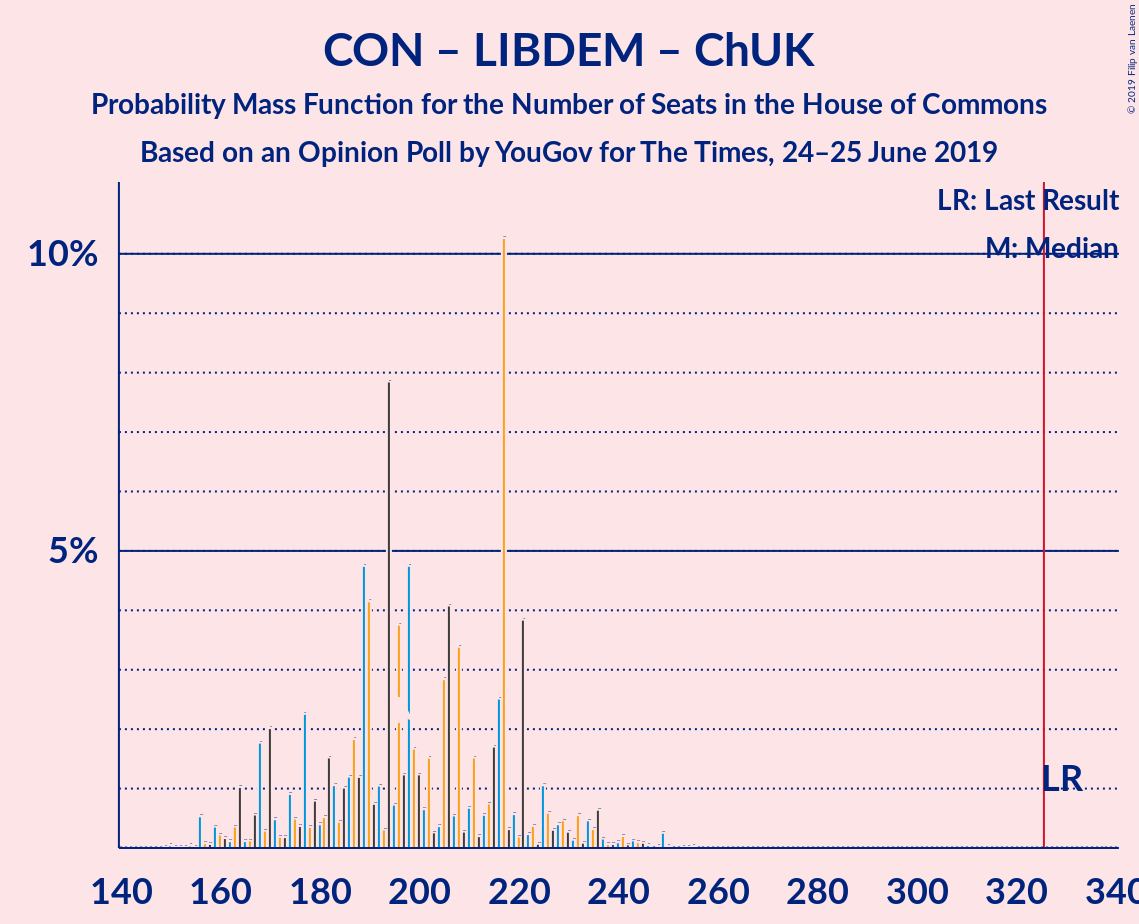 CON – LIBDEM – ChUK
Probability Mass Function for the Number of Seats in the House of Commons
Based on an Opinion Poll by YouGov for The Times, 24–25 June 2019
© 2019 Filip van Laenen
LR: Last Result
M: Median
10%
5%
LR
140 160 180 200 220 240 260 280 300 320 340